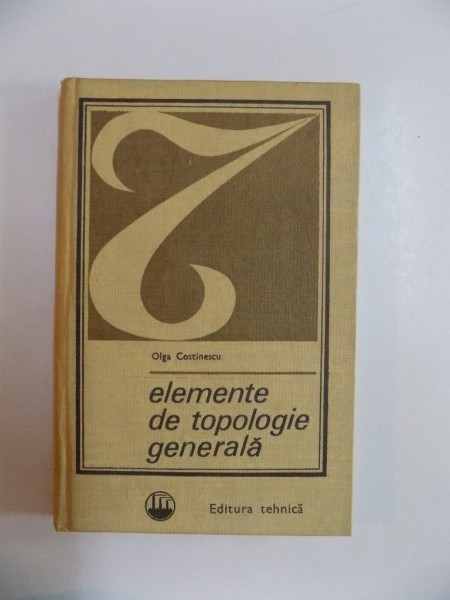 Olga Costinescu
elemente
de topologie
generală
Editura tehnică